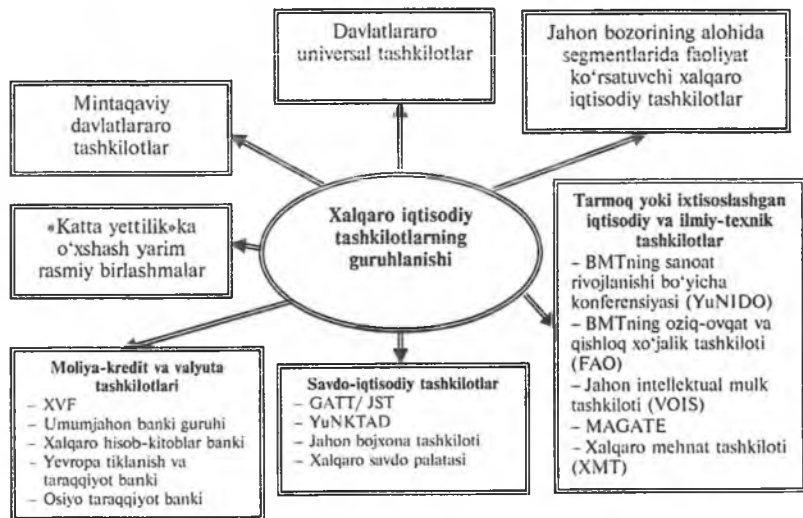 Davlatlararo
universal tashkilotlar
Jahon bozorining alohida
segmentlarida faoliyat
ko‘rsatuvchi xalqaro
iqtisodiy tashkilotlar
Mintaqaviy
davlatlararo
tashkilotlar
«Katta yettilik»ka
o‘xshash yarim
rasmiy birlashmalar
Xalqaro iqtisodiy
tashkilotlarning
guruhlanishi
Tarmoq yoki ixtisoslashgan
iqtisodiy va ilmiy-texnik
tashkilotlar
– BMTning sanoat
rivojlanishi bo‘yicha
konferensiyasi (YuNIDO)
– BMTning oziq-ovqat va
qishloq xo‘jalik tashkiloti
(FAO)
– Jahon intellektual mulk
tashkiloti (VOIS)
– MAGATE
– Xalqaro mehnat tashkiloti
(XMT)
Moliya-kredit va valyuta
tashkilotlari
– XVF
– Umumjahon banki guruhi
– Xalqaro hisob-kitoblar banki
– Yevropa tiklanish va
taraqqiyot banki
– Osiyo taraqqiyot banki
Savdo-iqtisodiy tashkilotlar
– GATT/ JST
– YuNKTAD
– Jahon bojxona tashkiloti
– Xalqaro savdo palatasi